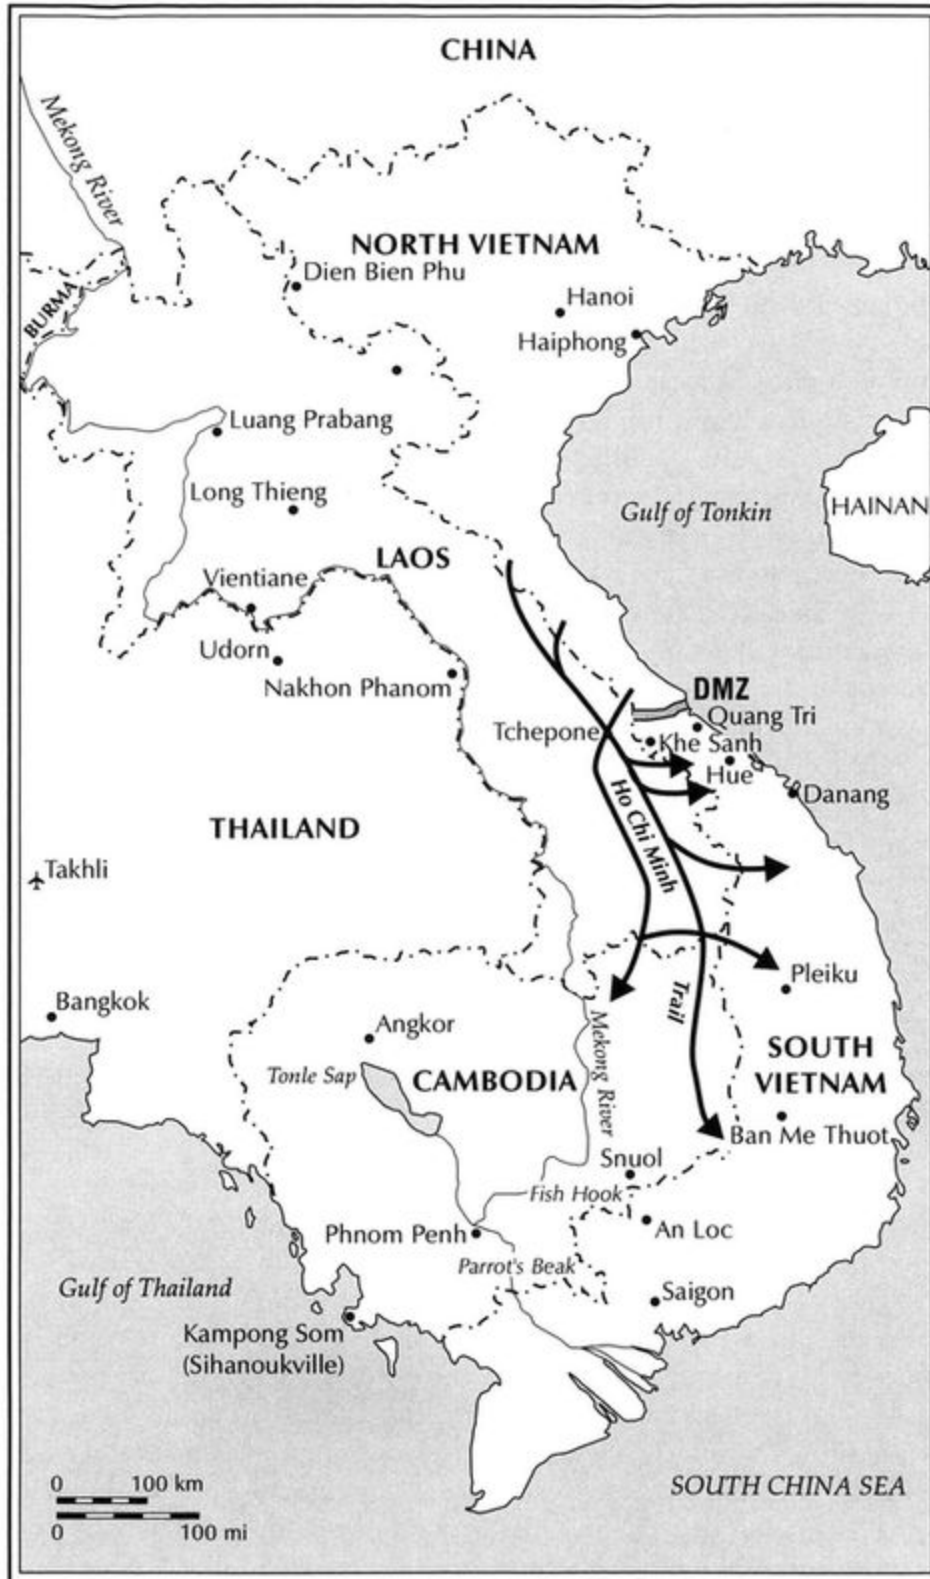 CHINA
Mekong River
NORTH VIETNAM
Dien Bien Phu
BURMA
Hanoi
Haiphong
Luang Prabang
Long Thieng
Gulf of Tonkin
HAINAN
LAOS
Vientiane
Udorn
Nakhon Phanom
DMZ
Quang Tri
Tchepone
Khe Sanh
Hue
Danang
Ho Chi Minh
Trail
THAILAND
Takhli
Pleiku
Bangkok
Angkor
Mekong River
SOUTH
VIETNAM
Tonle Sap
CAMBODIA
Ban Me Thuot
Snuol
Fish Hook
An Loc
Phnom Penh
Parrot's Beak
Gulf of Thailand
Saigon
Kampong Som
(Sihanoukville)
0 100 km
0 100 mi
SOUTH CHINA SEA